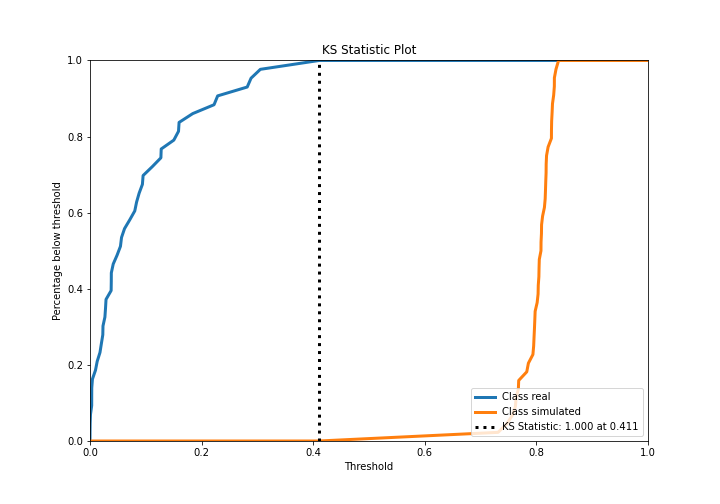 KS Statistic Plot
1.0
0.8
0.6
0.4
0.2
0.0
Percentage below threshold
0.0 0.2 0.4 0.6 0.8 1.0
Threshold
Class real
Class simulated
KS Statistic: 1.000 at 0.411